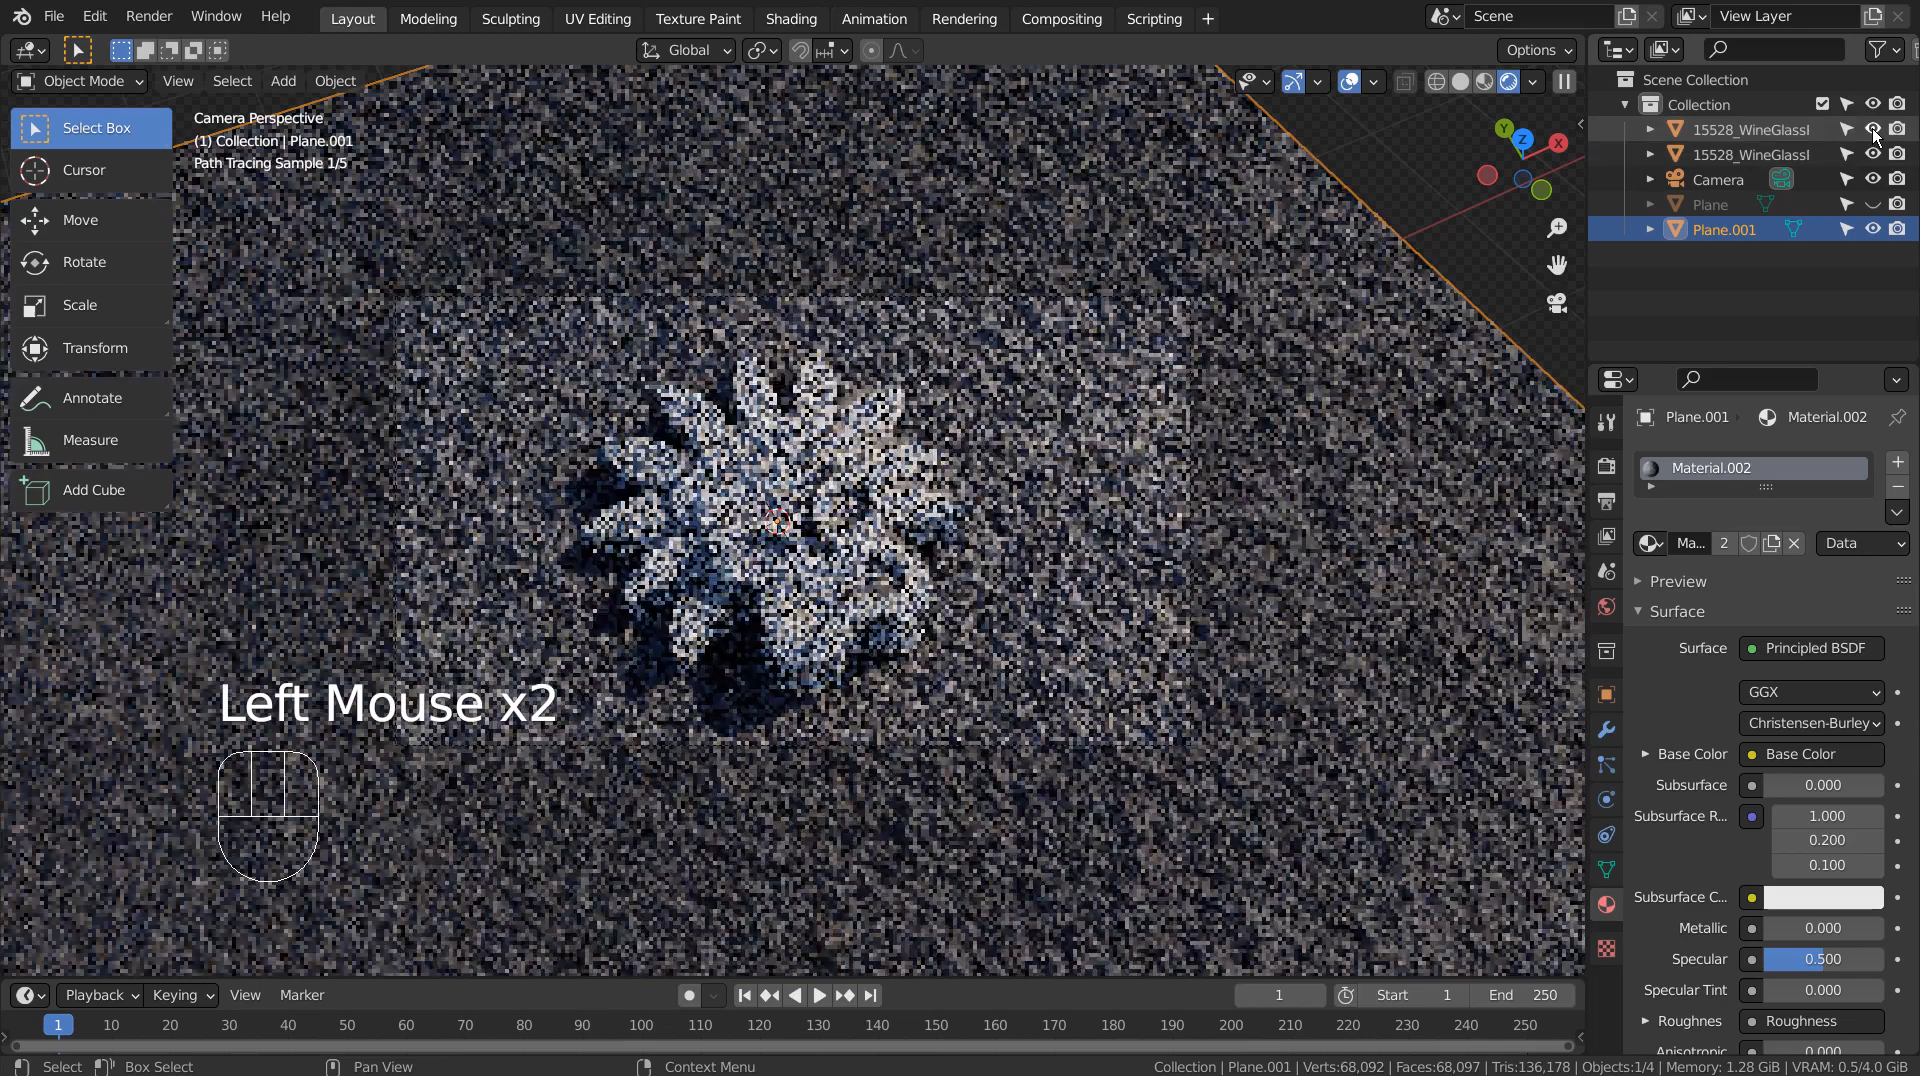 File Edit Render Window Help Layout Modeling Sculpting UV Editing Texture Paint Shading Animation Rendering Compositing Scripting + Scene View Layer
Global Options
Object Mode View Select Add Object
Select Box
Cursor
Move
Rotate
Scale
Transform
Annotate
Measure
Add Cube
Camera Perspective
(1) Collection | Plane.001
Path Tracing Sample 1/5
Y Z X
Left Mouse x2
Scene Collection
Collection
15528_WineGlassI
15528_WineGlassI
Camera
Plane
Plane.001
Plane.001 Material.002
Material.002
Ma... 2 Data
Preview
Surface
Surface Principled BSDF
GGX
Christensen-Burley
Base Color Base Color
Subsurface 0.000
Subsurface R... 1.000
0.200
0.100
Subsurface C...
Metallic 0.000
Specular 0.500
Specular Tint 0.000
Roughnes Roughness
Anisotropic 0.000
Playback Keying View Marker 1 Start 1 End 250
1 10 20 30 40 50 60 70 80 90 100 110 120 130 140 150 160 170 180 190 200 210 220 230 240 250
Select Box Select Pan View Context Menu Collection | Plane.001 | Verts:68,092 | Faces:68,097 | Tris:136,178 | Objects:1/4 | Memory: 1.28 GiB | VRAM: 0.5/4.0 GiB